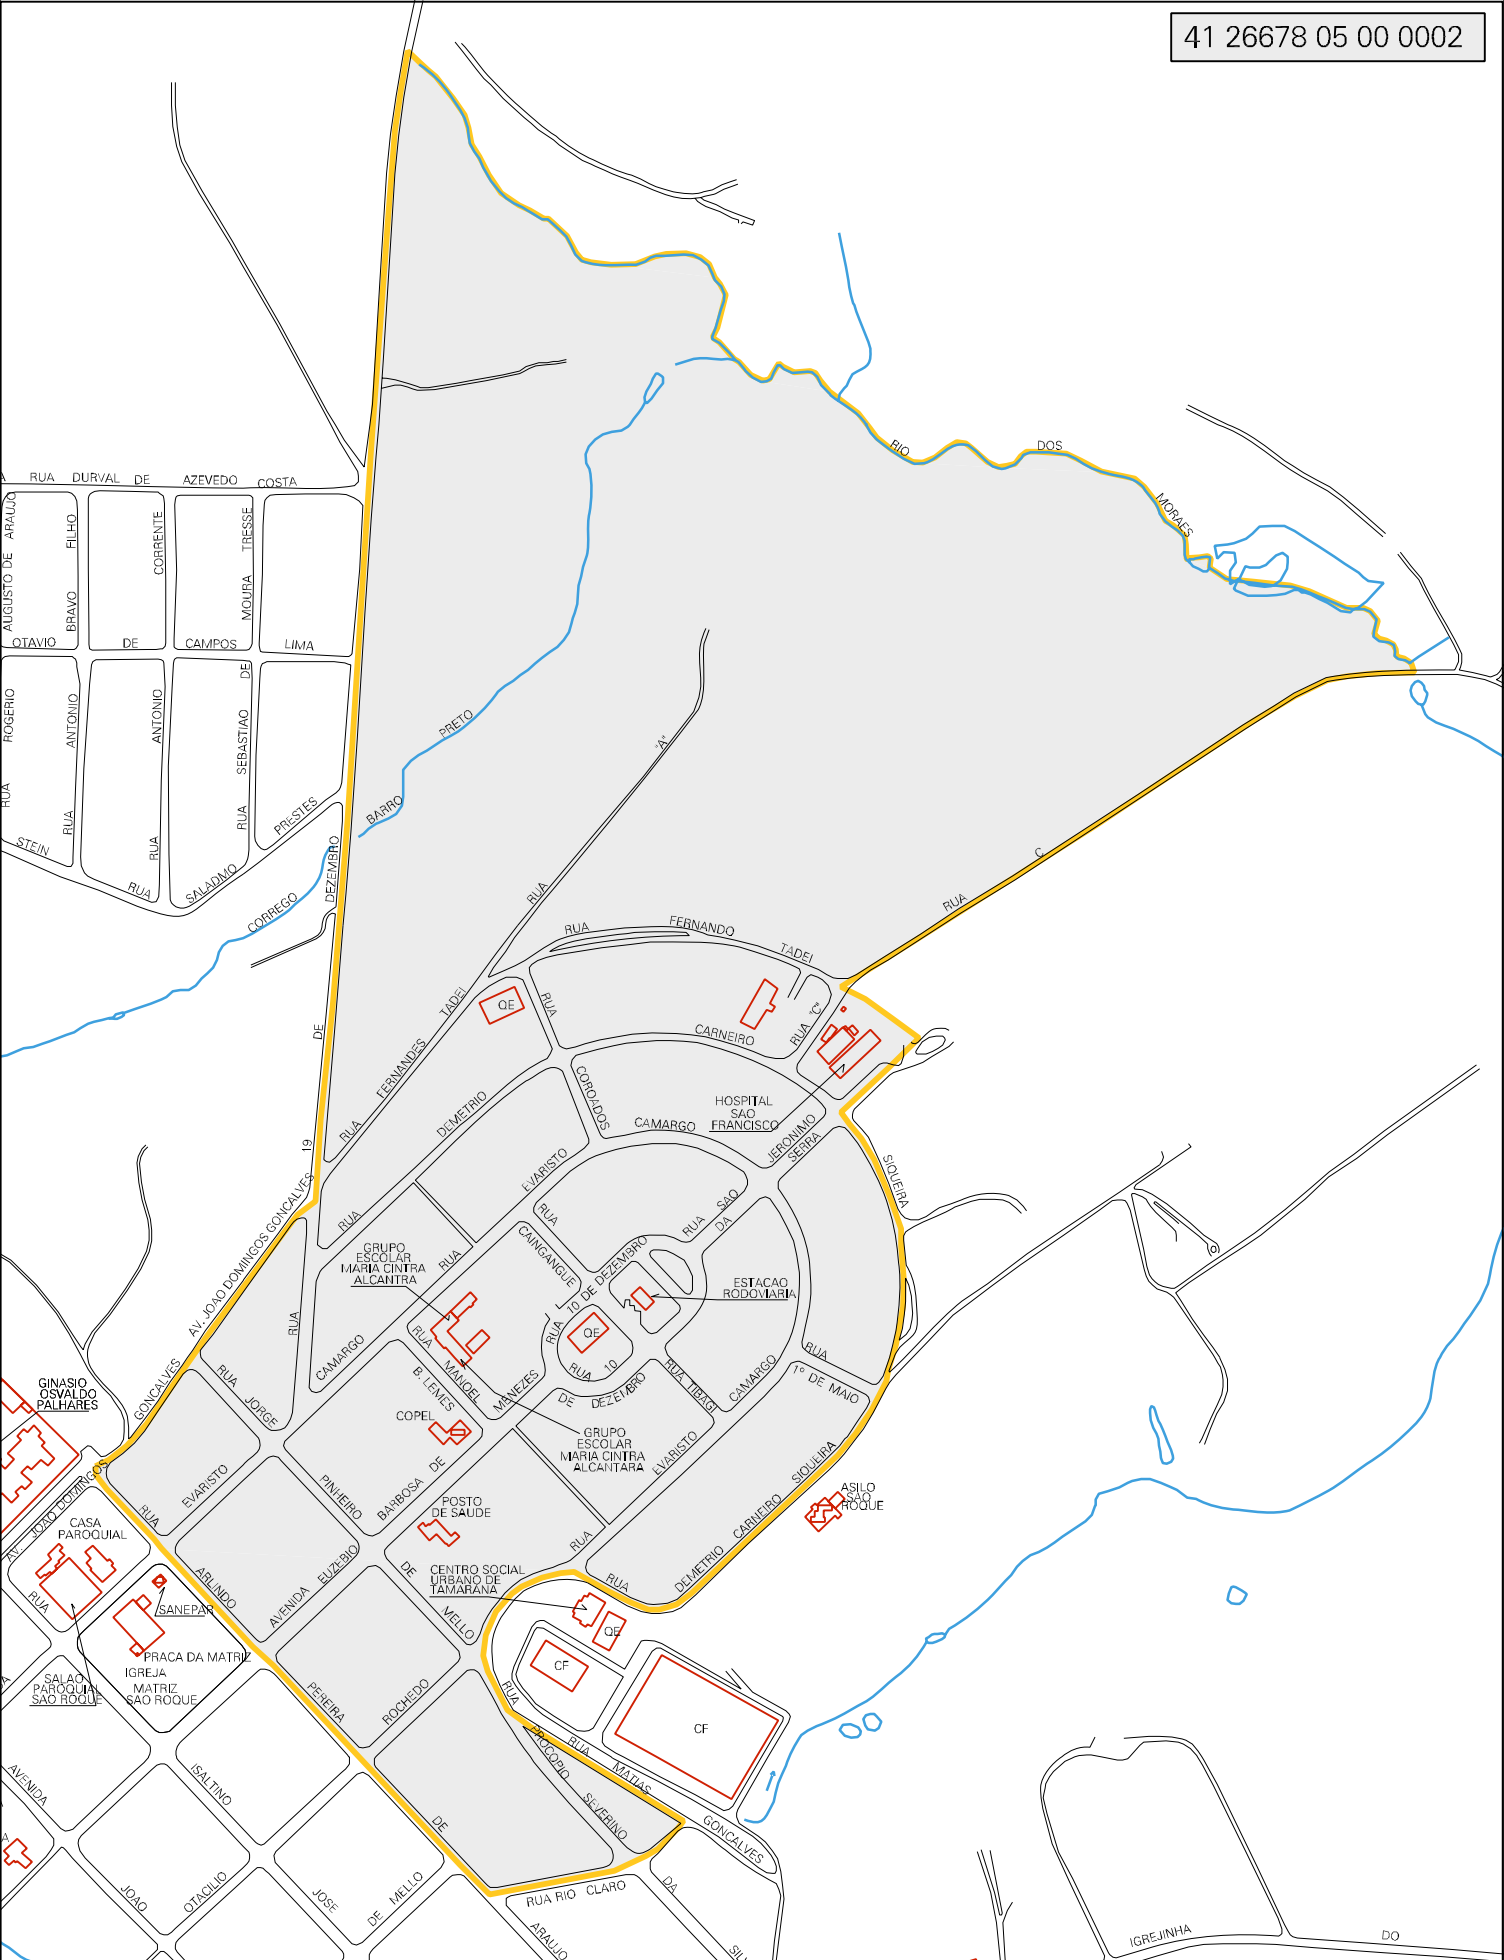 41 26678 05 00 0002
RIO DOS MORAES
RUA DURVAL DE AZEVEDO COSTA
AUGUSTO DE ARAUJO
BRAVO FILHO
CORRENTE
MOURA TRESSE
OTAVIO DE CAMPOS LIMA
ROGERIO
RUA
RUA ANTONIO
RUA ANTONIO
RUA SEBASTIAO DE
STEIN
RUA SALADMO PRESTES
CORREGO BARRO PRETO
19 DE DEZEMBRO
RUA "A"
RUA C
RUA FERNANDO TADEI
RUA FERNANDES TADEI
QE
RUA COROADOS
CARNEIRO
RUA "C"
HOSPITAL
SAO
FRANCISCO
RUA DEMETRIO
CAMARGO
JERONIMO
SERRA
SIQUEIRA
EVARISTO
RUA
CAINGANGUE
RUA SAO
DA
GRUPO
ESCOLAR
MARIA CINTRA
ALCANTRA
RUA 10 DE DEZEMBRO
ESTACAO
RODOVIARIA
AV. JOAO DOMINGOS GONCALVES
RUA
CAMARGO
RUA MANOEL
B. LEMES
MENEZES
QE
RUA 10
DE DEZEMBRO
RUA TIBAGI
CAMARGO
RUA
1º DE MAIO
GONCALVES
RUA JORGE
GINASIO
OSVALDO
PALHARES
COPEL
GRUPO
ESCOLAR
MARIA CINTRA
ALCANTARA
EVARISTO
SIQUEIRA
CARNEIRO
DEMETRIO
RUA
ASILO
SAO
ROQUE
AV. JOAO DOMINGOS
EVARISTO
PINHEIRO
BARBOSA DE
POSTO
DE SAUDE
RUA
CASA
PAROQUIAL
RUA
RUA
ARLINDO
AVENIDA EUZEBIO
DE
MELLO
CENTRO SOCIAL
URBANO DE
TAMARANA
SANEPAR
PRACA DA MATRIZ
IGREJA
MATRIZ
SAO ROQUE
SALAO
PAROQUIAL
SAO ROQUE
QE
CF
CF
PEREIRA
ROCHEDO
RUA
PROCOPIO
SEVERINO
RUA MATIAS
GONCALVES
AVENIDA
ISALTINO
DE
JOAO
OTACILIO
JOSE
DE MELLO
RUA RIO CLARO
ARAUJO
DA
IGREJINHA
DO